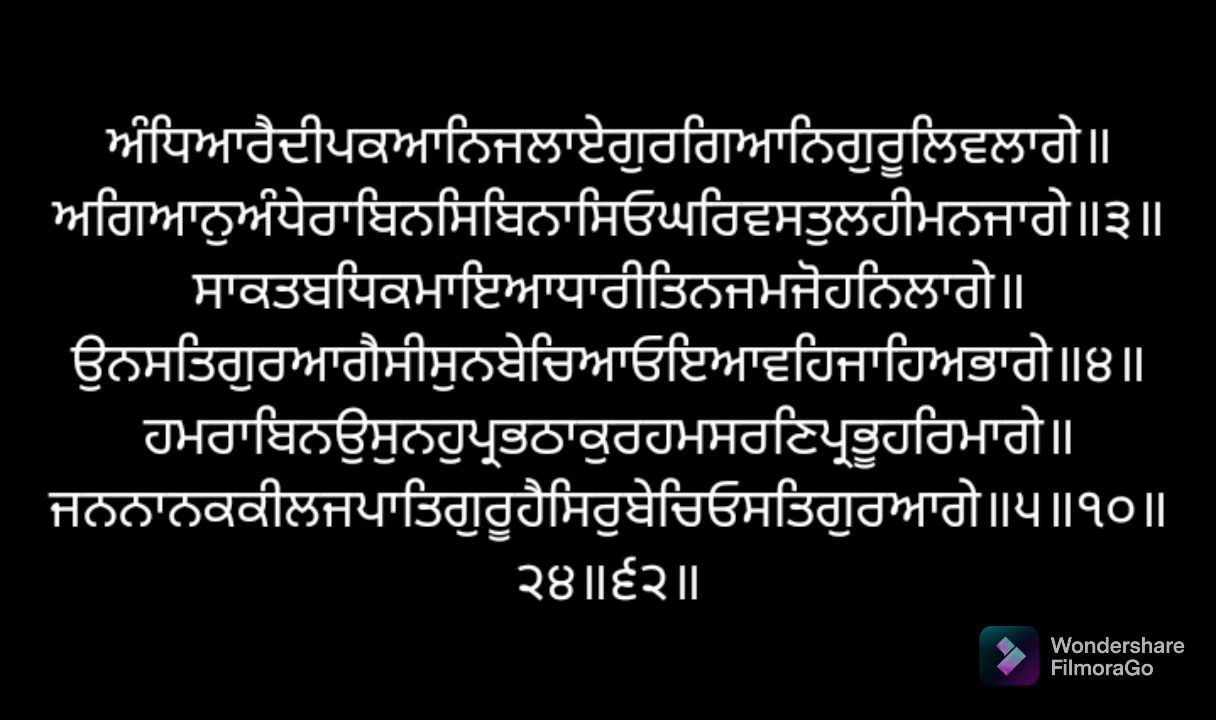 ਅੰਧਿਆਰੈਦੀਪਕਆਨਿਜਲਾਏਗੁਰਗਿਆਨਿਗੁਰੂਲਿਵਲਾਗੇ॥
ਅਗਿਆਨੁਅੰਧੇਰਾਬਿਨਸਿਬਿਨਾਸਿਓਘਰਿਵਸਤੁਲਹੀਮਨਜਾਗੇ॥੩॥
ਸਾਕਤਬਧਿਕਮਾਇਆਧਾਰੀਤਿਨਜਮਜੋਹਨਿਲਾਗੇ॥
ਉਨਸਤਿਗੁਰਆਗੈਸੀਸੁਨਬੇਚਿਆਓਇਆਵਹਿਜਾਹਿਅਭਾਗੇ॥੪॥
ਹਮਰਾਬਿਨਉਸੁਨਹੁਪ੍ਰਭਠਾਕੁਰਹਮਸਰਣਿਪ੍ਰਭੂਹਰਿਮਾਗੇ॥
ਜਨਨਾਨਕਕੀਲਜਪਾਤਿਗੁਰੂਹੈਸਿਰੁਬੇਚਿਓਸਤਿਗੁਰਆਗੇ॥੫॥੧੦॥
੨੪॥੬੨॥
Wondershare
FilmoraGo